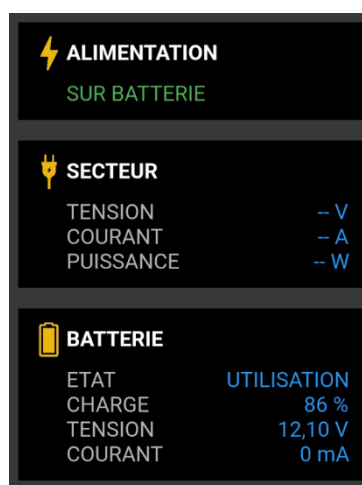 ALIMENTATION
SUR BATTERIE
SECTEUR
TENSION -- V
COURANT -- A
PUISSANCE -- W
BATTERIE
ETAT UTILISATION
CHARGE 86 %
TENSION 12,10 V
COURANT 0 mA